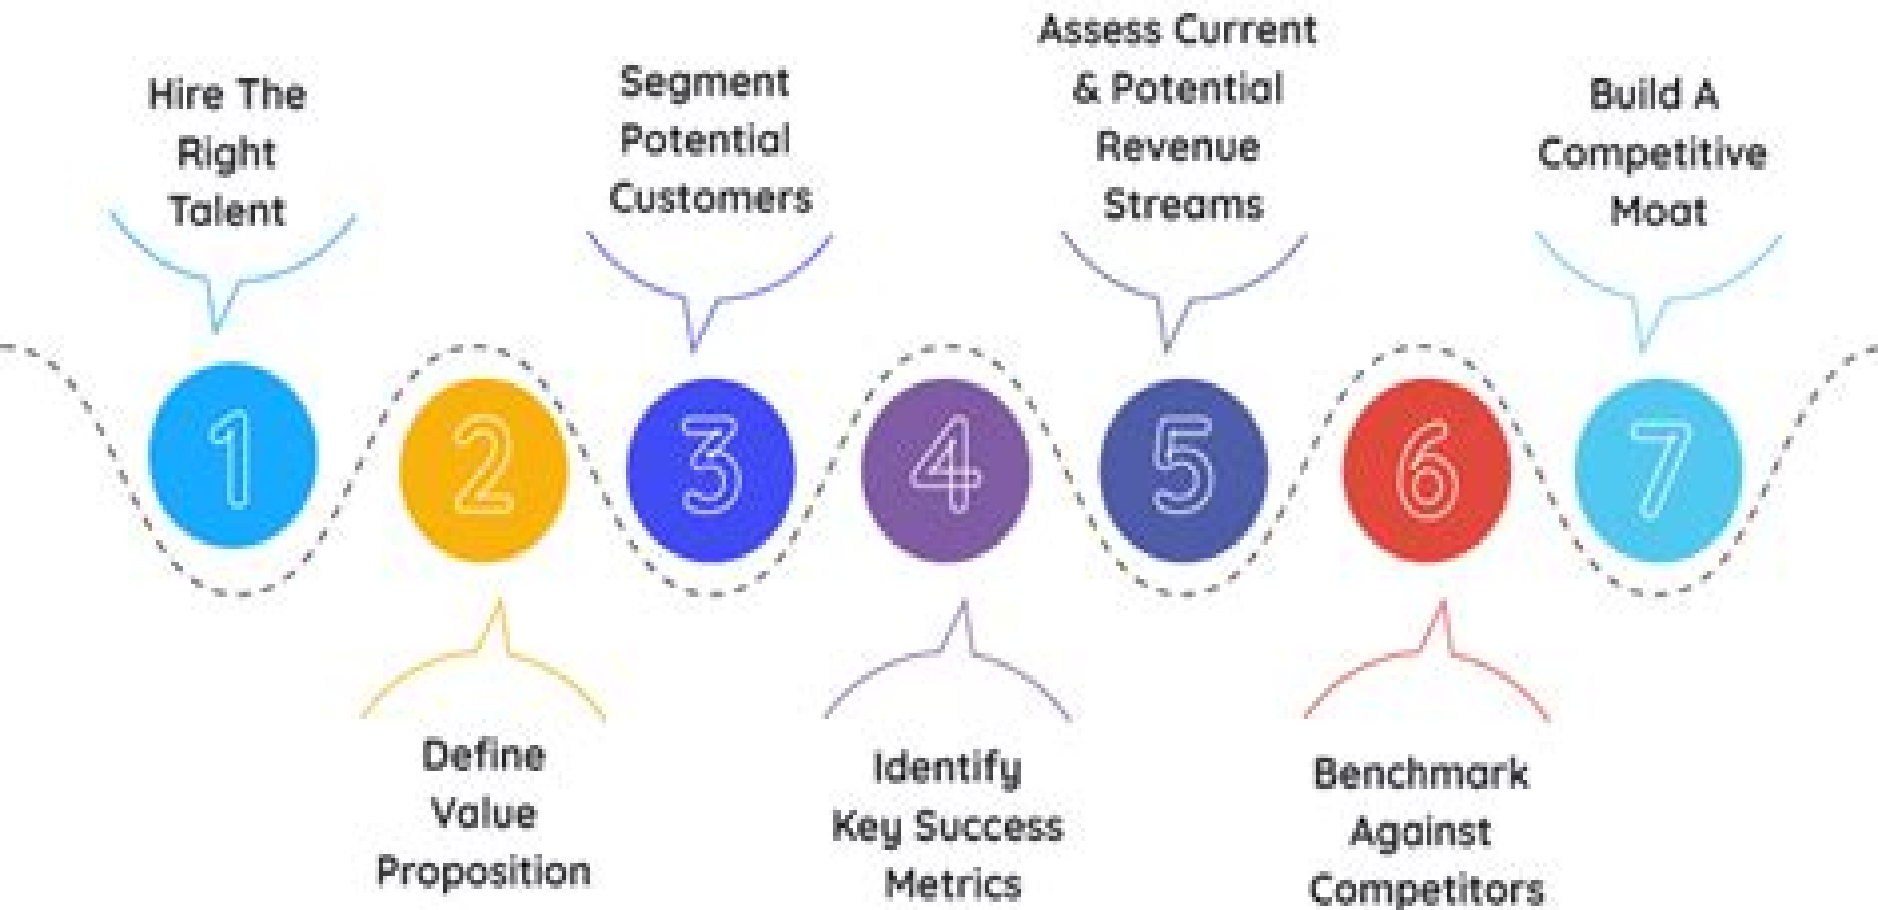 Hire The
Right
Talent
1
2
Define
Value
Proposition
Segment
Potential
Customers
3
4
Identify
Key Success
Metrics
Assess Current
& Potential
Revenue
Streams
5
6
Benchmark
Against
Competitors
Build A
Competitive
Moat
7